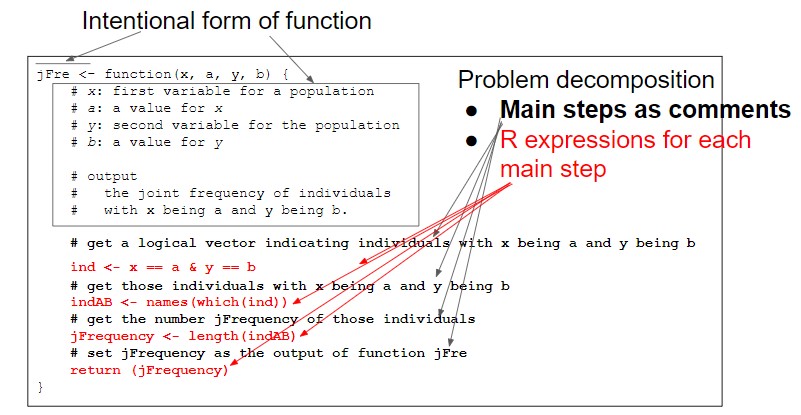 Intentional form of function
jFre <- function(x, a, y, b) {
# x: first variable for a population
# a: a value for x
# y: second variable for the population
# b: a value for y
# output
# the joint frequency of individuals
# with x being a and y being b.
Problem decomposition
● Main steps as comments
● R expressions for each
main step
# get a logical vector indicating individuals with x being a and y being b
ind <- x == a & y == b
# get those individuals with x being a and y being b
indAB <- names(which(ind))
# get the number jFrequency of those individuals
jFrequency <- length(indAB)
# set jFrequency as the output of function jFre
return (jFrequency)
}